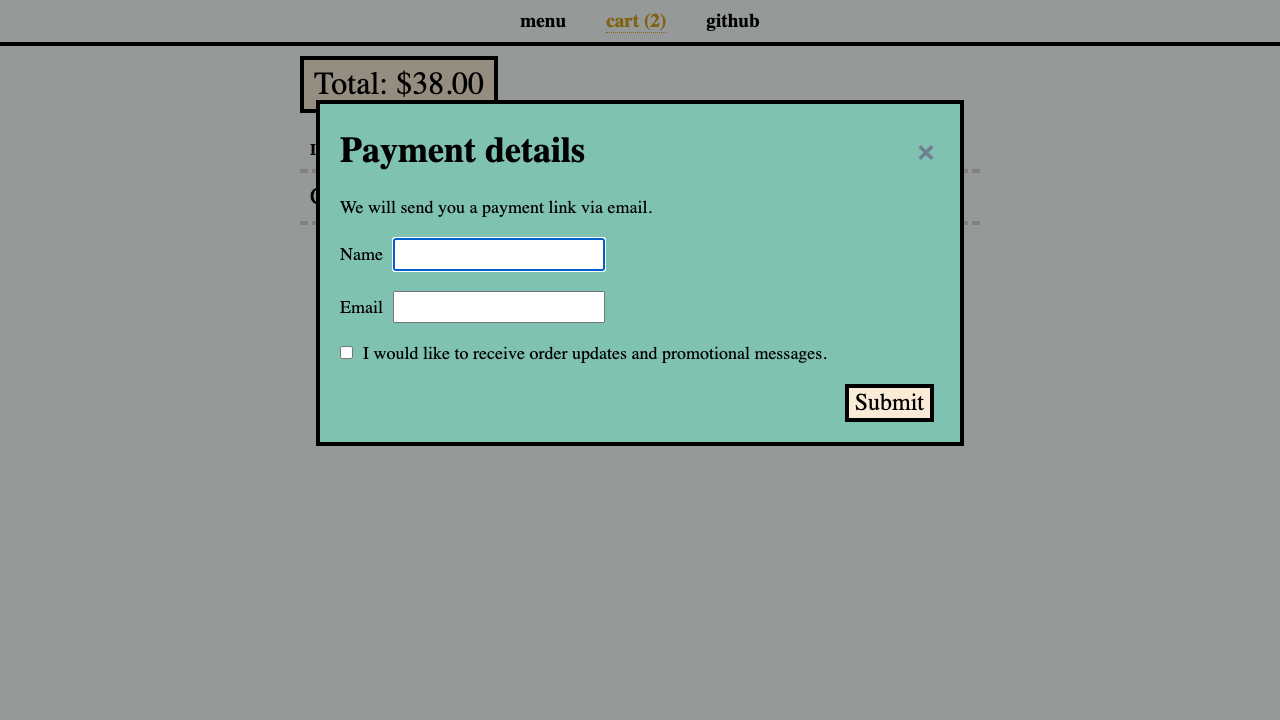 menu cart (2) github
Total: $38.00
Payment details ×
We will send you a payment link via email.
Name
Email
I would like to receive order updates and promotional messages.
Submit